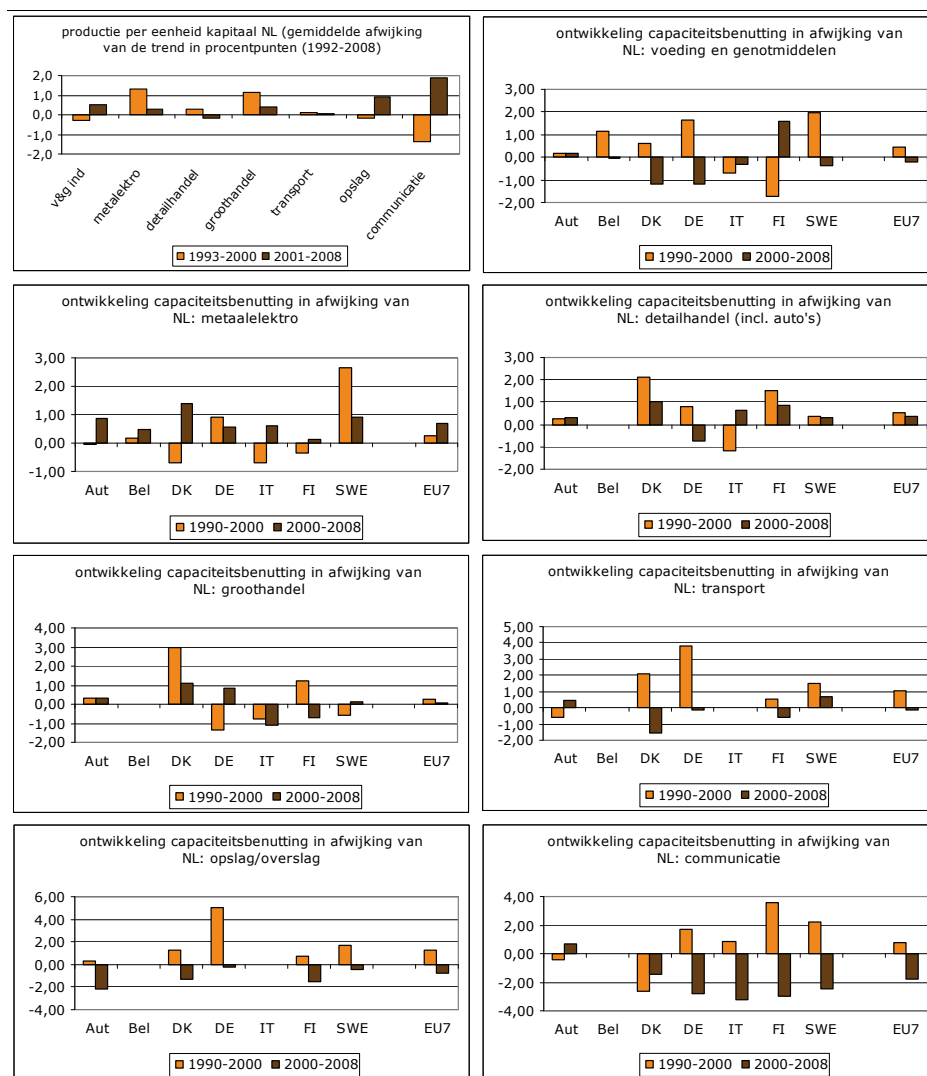 productie per eenheid kapitaal NL (gemiddelde afwijking
van de trend in procentpunten (1992-2008)
2,0
1,0
0,0
-1,0
-2,0
v&g ind
metalektro
detailhandel
groothandel
transport
opslag
communicatie
1993-2000 2001-2008
ontwikkeling capaciteitsbenutting in afwijking van
NL: voeding en genotmiddelen
3,00
2,00
1,00
0,00
-1,00
-2,00
Aut Bel DK DE IT FI SWE EU7
1990-2000 2000-2008
ontwikkeling capaciteitsbenutting in afwijking van
NL: metaalelektro
3,00
2,00
1,00
0,00
-1,00
Aut Bel DK DE IT FI SWE EU7
1990-2000 2000-2008
ontwikkeling capaciteitsbenutting in afwijking van
NL: detailhandel (incl. auto's)
3,00
2,00
1,00
0,00
-1,00
-2,00
Aut Bel DK DE IT FI SWE EU7
1990-2000 2000-2008
ontwikkeling capaciteitsbenutting in afwijking van
NL: groothandel
4,00
3,00
2,00
1,00
0,00
-1,00
-2,00
Aut Bel DK DE IT FI SWE EU7
1990-2000 2000-2008
ontwikkeling capaciteitsbenutting in afwijking van
NL: transport
5,00
4,00
3,00
2,00
1,00
0,00
-1,00
-2,00
Aut Bel DK DE IT FI SWE EU7
1990-2000 2000-2008
ontwikkeling capaciteitsbenutting in afwijking van
NL: opslag/overslag
6,00
4,00
2,00
0,00
-2,00
-4,00
Aut Bel DK DE IT FI SWE EU7
1990-2000 2000-2008
ontwikkeling capaciteitsbenutting in afwijking van
NL: communicatie
4,00
2,00
0,00
-2,00
-4,00
Aut Bel DK DE IT FI SWE EU7
1990-2000 2000-2008